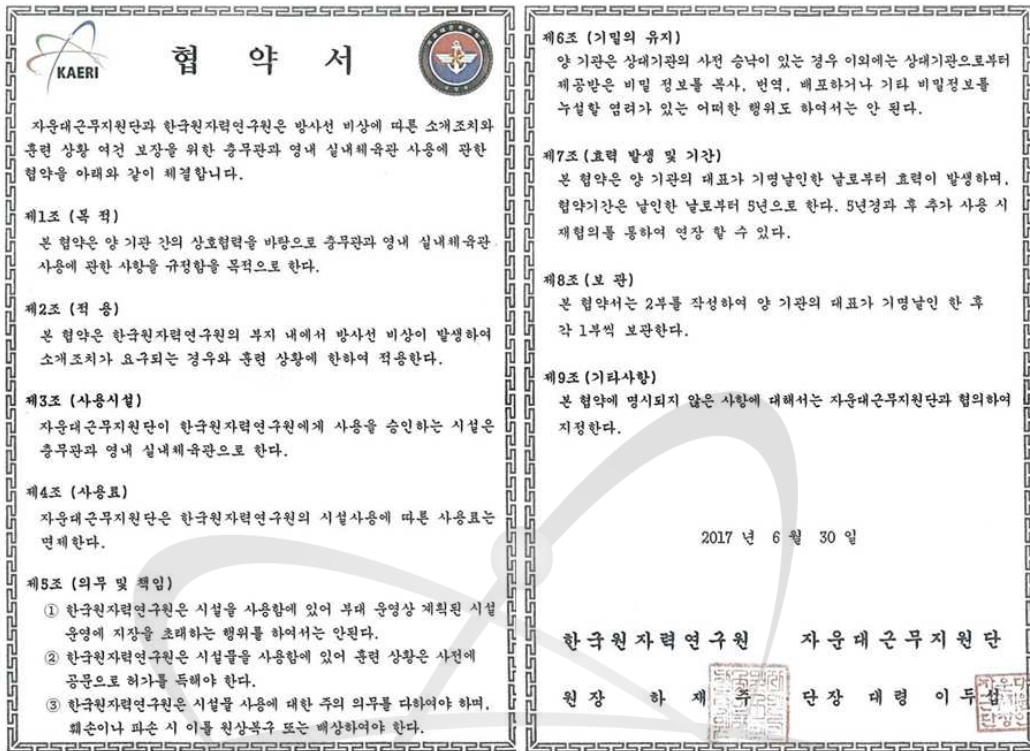 KAERI
협 약 서
자운대근무지원단과 한국원자력연구원은 방사선 비상에 따른 소개조치와
훈련 상황 여건 보장을 위한 충무관과 영내 실내체육관 사용에 관한
협약을 아래와 같이 체결합니다.
제1조 (목 적)
본 협약은 양 기관 간의 상호협력을 바탕으로 충무관과 영내 실내체육관
사용에 관한 사항을 규정함을 목적으로 한다.
제2조 (적 용)
본 협약은 한국원자력연구원의 부지 내에서 방사선 비상이 발생하여
소개조치가 요구되는 경우와 훈련 상황에 한하여 적용한다.
제3조 (사용시설)
자운대근무지원단이 한국원자력연구원에게 사용을 승인하는 시설은
충무관과 영내 실내체육관으로 한다.
제4조 (사용료)
자운대근무지원단은 한국원자력연구원의 시설사용에 따른 사용료는
면제한다.
제5조 (의무 및 책임)
① 한국원자력연구원은 시설을 사용함에 있어 부대 운영상 계획된 시설
운영에 지장을 초래하는 행위를 하여서는 안된다.
② 한국원자력연구원은 시설물을 사용함에 있어 훈련 상황은 사전에
공문으로 허가를 득해야 한다.
③ 한국원자력연구원은 시설물 사용에 대한 주의 의무를 다하여야 하며,
훼손이나 파손 시 이를 원상복구 또는 배상하여야 한다.
제6조 (기밀의 유지)
양 기관은 상대기관의 사전 승낙이 있는 경우 이외에는 상대기관으로부터
제공받은 비밀 정보를 복사, 번역, 배포하거나 기타 비밀정보를
누설할 염려가 있는 어떠한 행위도 하여서는 안 된다.
제7조 (효력 발생 및 기간)
본 협약은 양 기관의 대표가 기명날인한 날로부터 효력이 발생하며,
협약기간은 날인한 날로부터 5년으로 한다. 5년경과 후 추가 사용 시
재협의를 통하여 연장 할 수 있다.
제8조 (보 관)
본 협약서는 2부를 작성하여 양 기관의 대표가 기명날인 한 후
각 1부씩 보관한다.
제9조 (기타사항)
본 협약에 명시되지 않은 사항에 대해서는 자운대근무지원단과 협의하여
지정한다.
2017 년 6 월 30 일
한국원자력연구원 자운대근무지원단
원장 하 재 주 단장 대령 이두섭